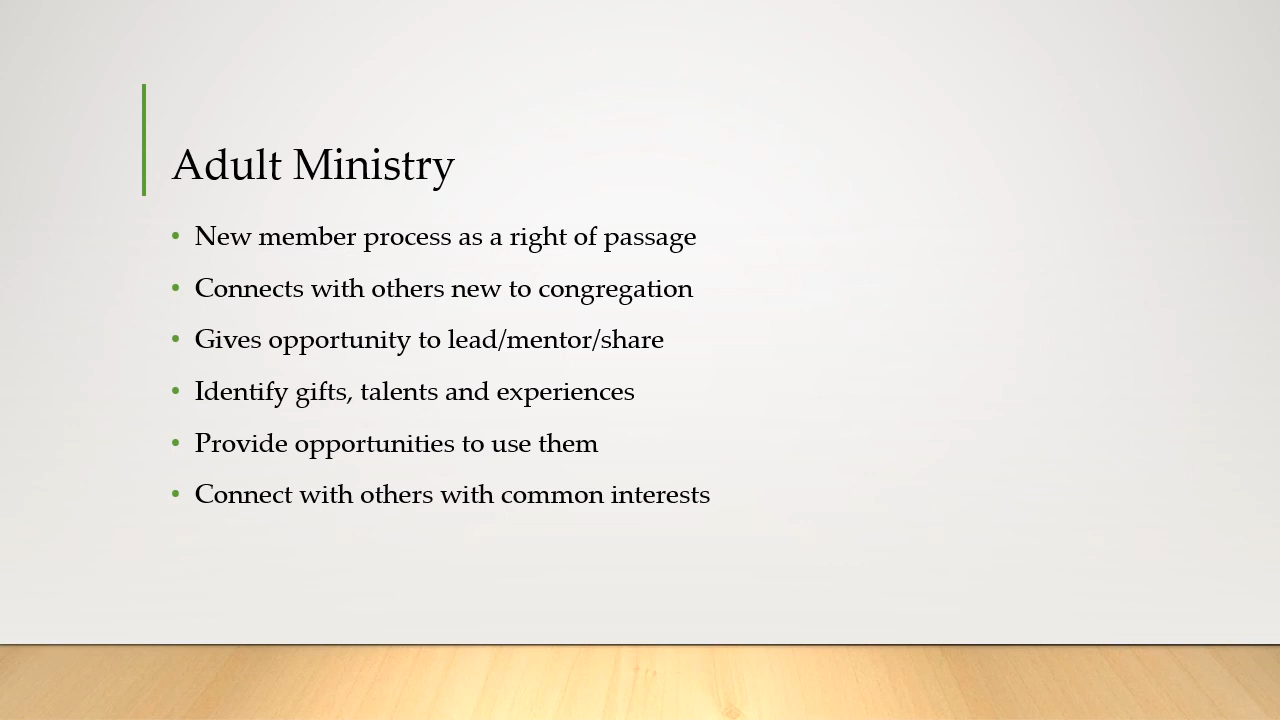 Adult Ministry
• New member process as a right of passage
• Connects with others new to congregation
• Gives opportunity to lead/mentor/share
• Identify gifts, talents and experiences
• Provide opportunities to use them
• Connect with others with common interests